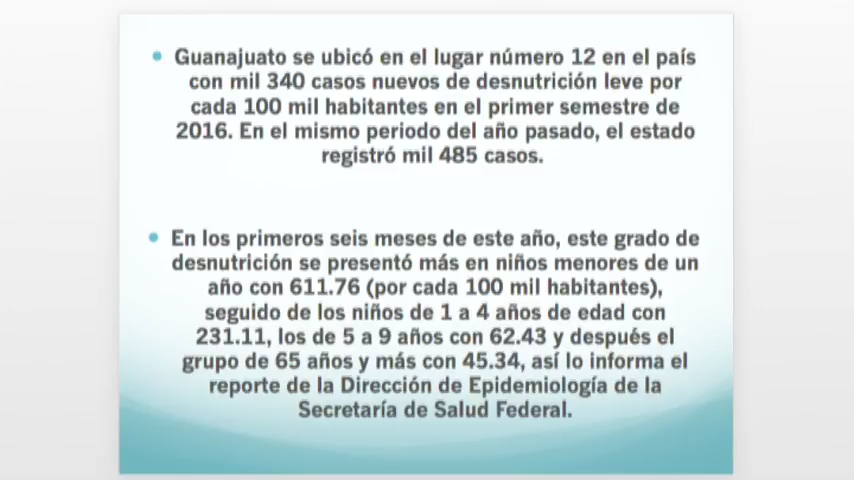 Guanajuato se ubicó en el lugar número 12 en el país
con mil 340 casos nuevos de desnutrición leve por
cada 100 mil habitantes en el primer semestre de
2016. En el mismo periodo del año pasado, el estado
registró mil 485 casos.
En los primeros seis meses de este año, este grado de
desnutrición se presentó más en niños menores de un
año con 611.76 (por cada 100 mil habitantes),
seguido de los niños de 1 a 4 años de edad con
231.11, los de 5 a 9 años con 62.43 y después el
grupo de 65 años y más con 45.34, así lo informa el
reporte de la Dirección de Epidemiología de la
Secretaría de Salud Federal.